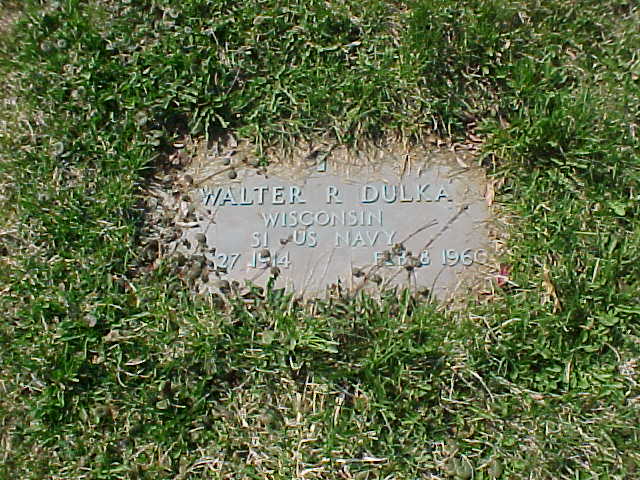 WALTER R DULKA
WISCONSIN
S1 US NAVY
27 1914 FEB 8 1960